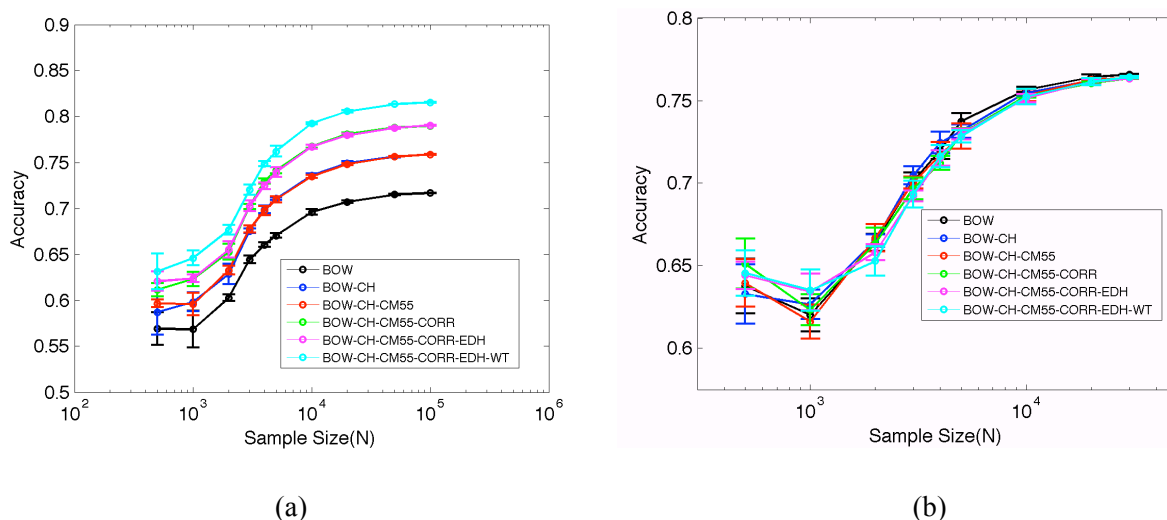 0.9
0.85
0.8
0.75
0.7
0.65
0.6
0.55
0.5
Accuracy
10^2
10^3
10^4
10^5
10^6
Sample Size(N)
BOW
BOW-CH
BOW-CH-CM55
BOW-CH-CM55-CORR
BOW-CH-CM55-CORR-EDH
BOW-CH-CM55-CORR-EDH-WT
(a)
0.8
0.75
0.7
0.65
0.6
Accuracy
10^3
10^4
Sample Size(N)
BOW
BOW-CH
BOW-CH-CM55
BOW-CH-CM55-CORR
BOW-CH-CM55-CORR-EDH
BOW-CH-CM55-CORR-EDH-WT
(b)